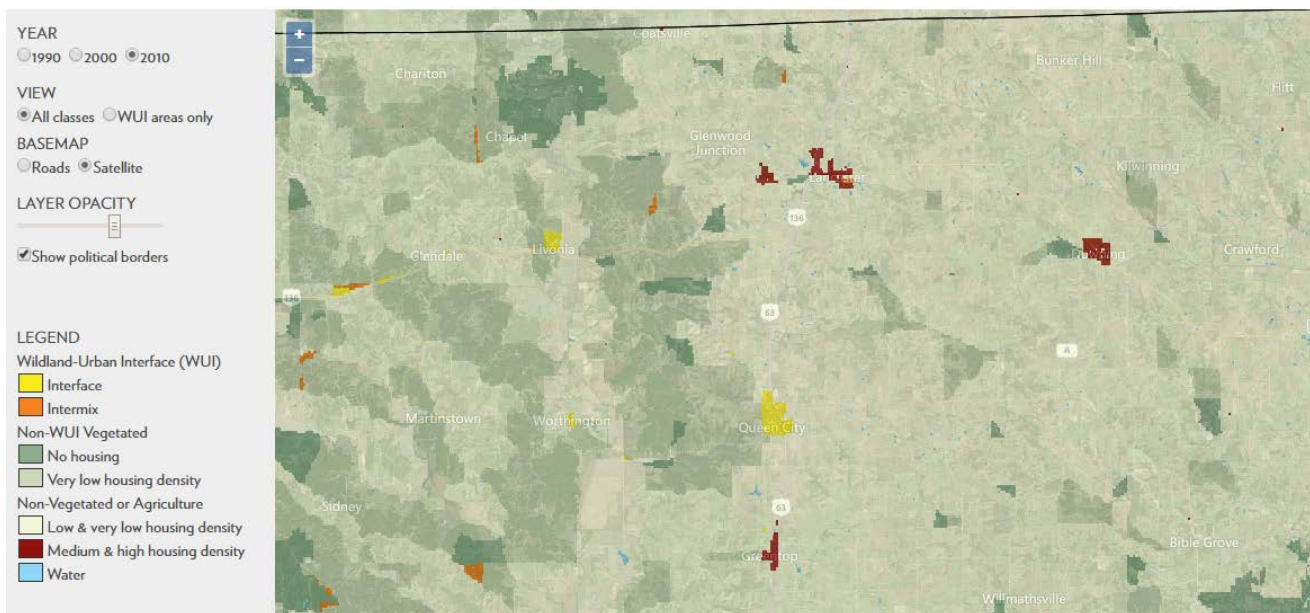 YEAR
1990 2000 2010
VIEW
All classes WUI areas only
BASEMAP
Roads Satellite
LAYER OPACITY
Show political borders
LEGEND
Wildland-Urban Interface (WUI)
Interface
Intermix
Non-WUI Vegetated
No housing
Very low housing density
Non-Vegetated or Agriculture
Low & very low housing density
Medium & high housing density
Water
+
−
Coatsville
Chariton
Bunker Hill
Hitt
Chapel
Glenwood
Junction
Kilwinning
Lancaster
136
Livonia
Glendale
Downing
Crawford
136
63
A
Martinstown
Worthington
Queen City
Sidney
63
Greentop
Bible Grove
Willmathsville